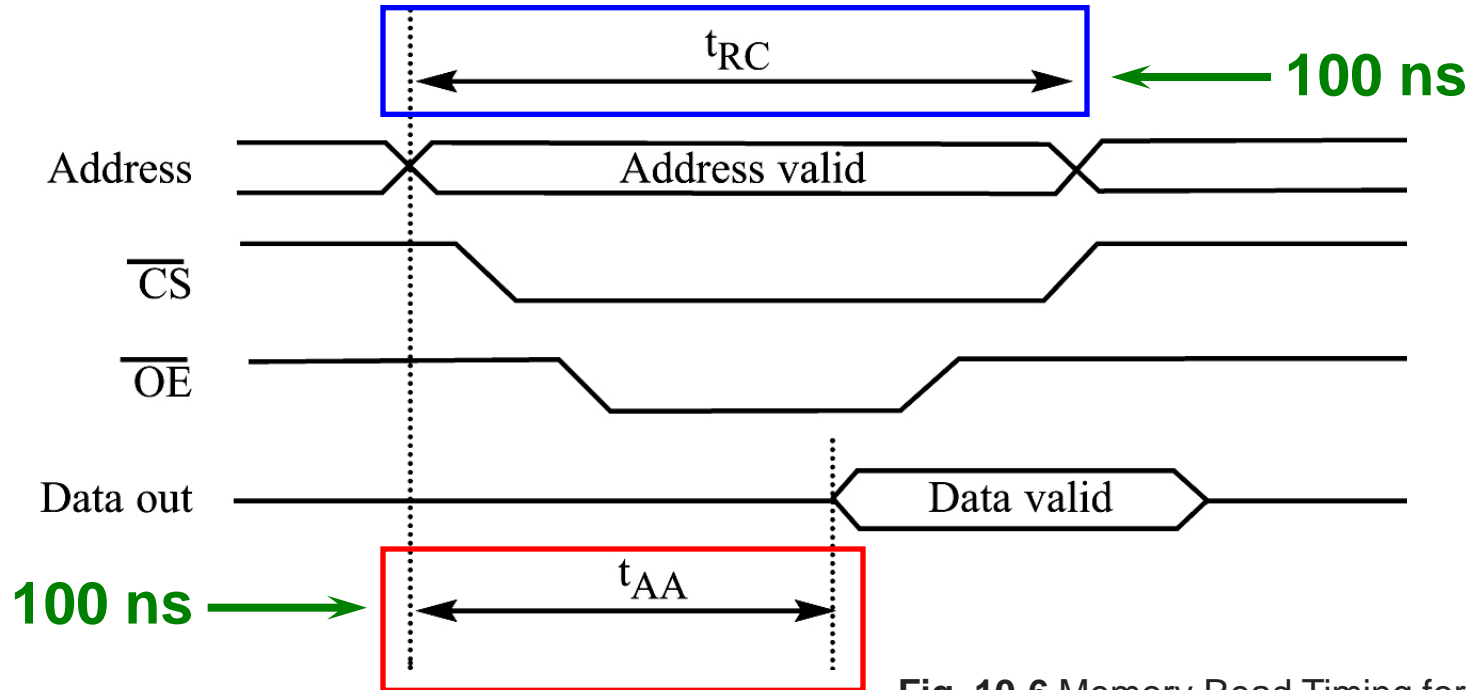 tRC
100 ns
Address
Address valid
CS
OE
Data out
Data valid
100 ns
tAA
Fig. 10-6 Memory Read Timing for